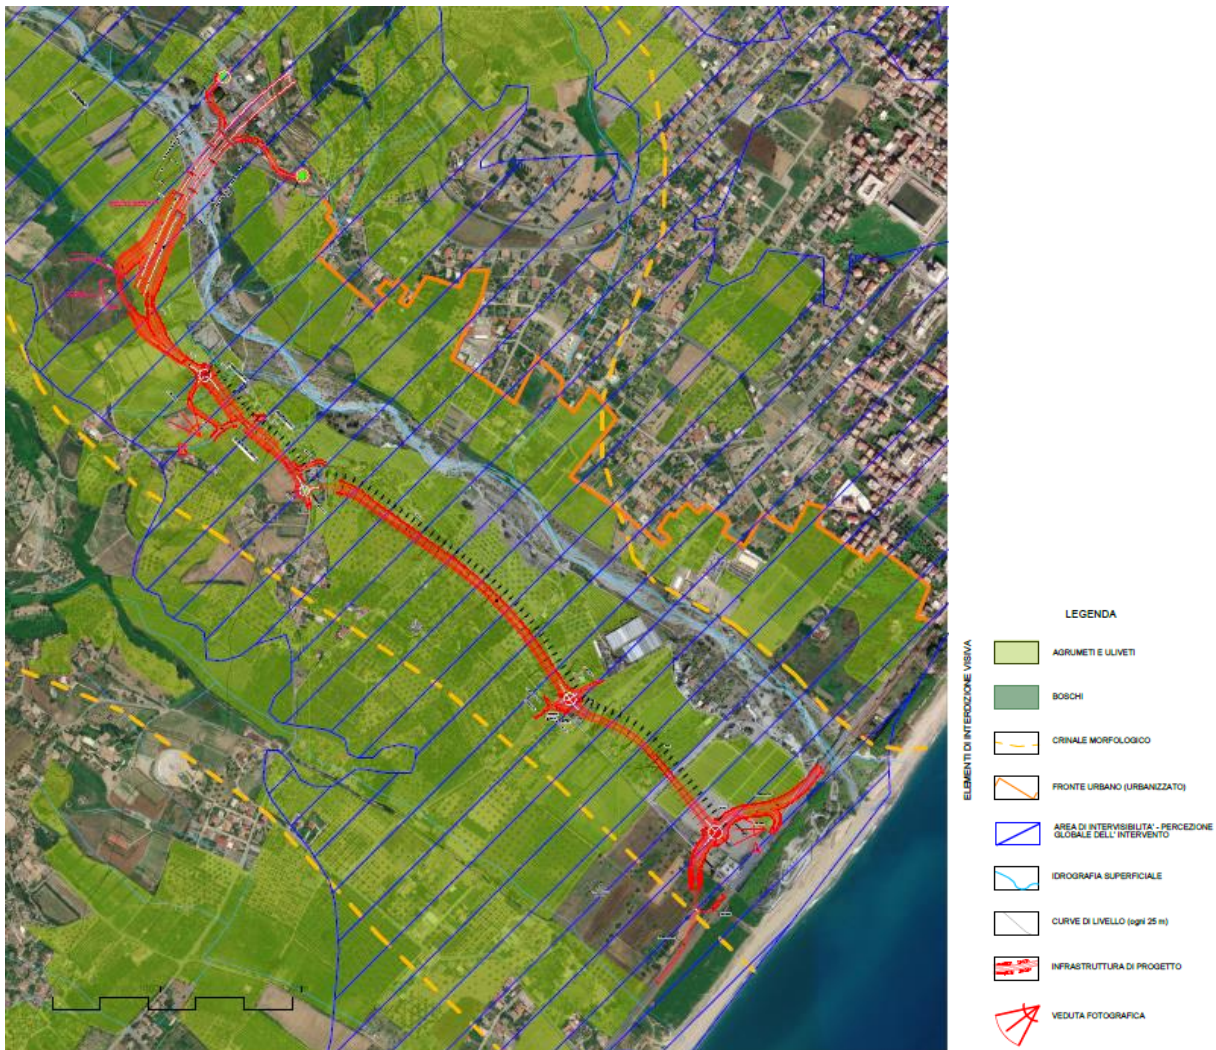 LEGENDA
ELEMENTI DI INTERDIZIONE VISIVA
AGRUMETI E ULIVETI
BOSCHI
CRINALE MORFOLOGICO
FRONTE URBANO (URBANIZZATO)
AREA DI INTERVISIBILITA' - PERCEZIONE
GLOBALE DELL' INTERVENTO
IDROGRAFIA SUPERFICIALE
CURVE DI LIVELLO (ogni 25 m)
INFRASTRUTTURA DI PROGETTO
VEDUTA FOTOGRAFICA